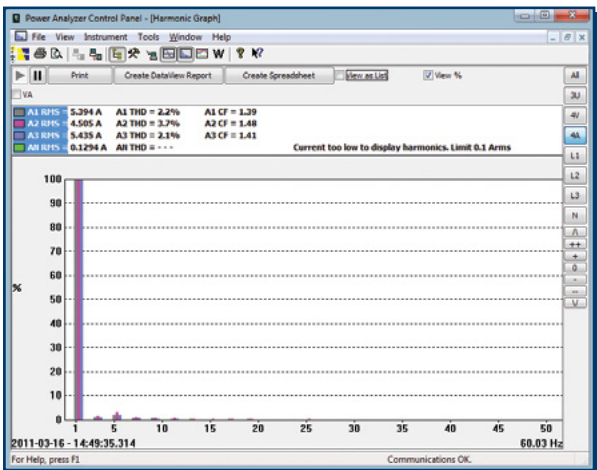 Power Analyzer Control Panel - [Harmonic Graph]
File View Instrument Tools Window Help
W ?
Print Create DataView Report Create Spreadsheet View as List View % All
VA
3U
A1 RMS = 5.394 A A1 THD = 2.2% A1 CF = 1.39
4V
A2 RMS = 4.505 A A2 THD = 3.7% A2 CF = 1.48
A3 RMS = 5.435 A A3 THD = 2.1% A3 CF = 1.41
4A
AN RMS = 0.1294 A AN THD = - - - Current too low to display harmonics. Limit 0.1 Arms
L1
L2
L3
N
++
+
0
-
--
100
90
80
70
60
%
50
40
30
20
10
0
1 5 10 15 20 25 30 35 40 45 50
2011-03-16 - 14:49:35.314 60.03 Hz
For Help, press F1 Communications OK.